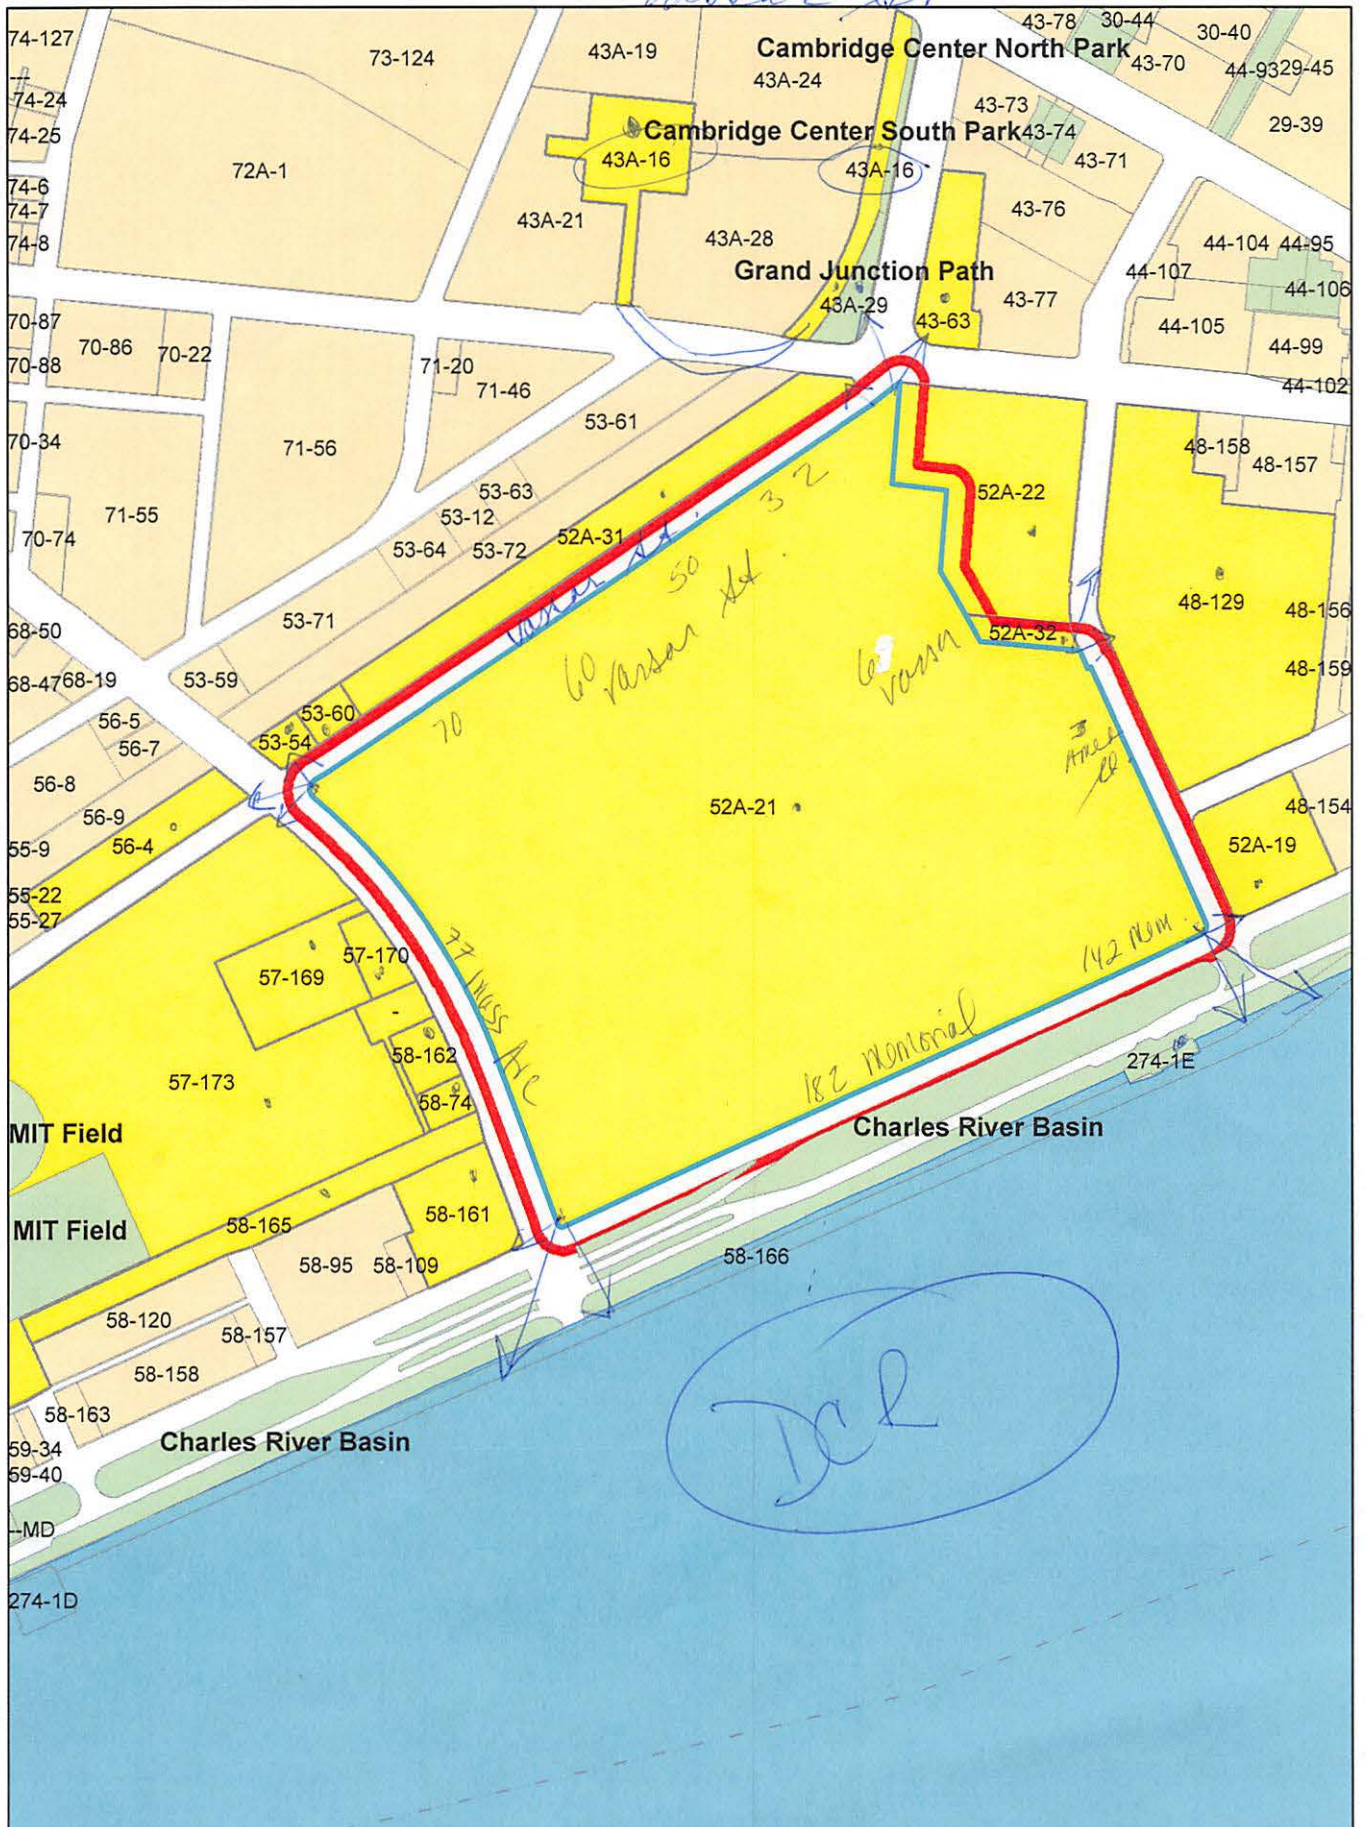 74-127
73-124
43A-19
43A-24
Cambridge Center North Park
43-78
30-44
30-40
43-70
44-93
29-45
74-24
74-25
43-73
29-39
Cambridge Center South Park
43-74
43-71
72A-1
43A-16
43A-16
74-6
74-7
74-8
43A-21
43A-28
43-76
44-104
44-95
Grand Junction Path
44-107
44-106
43A-29
43-63
43-77
44-105
70-87
70-86
70-22
44-99
70-88
71-20
71-46
44-102
53-61
70-34
71-56
48-158
48-157
53-63
52A-22
71-55
53-12
32
70-74
53-64
53-72
52A-31
50
Vassar St.
48-129
48-156
53-71
68-50
60
Vassar St.
52A-32
48-159
68-47
68-19
53-59
vassar
56-5
53-60
70
56-7
53-54
3
Ames
56-8
52A-21
48-154
56-9
55-9
56-4
52A-19
55-22
55-27
77 Mass Ave
57-170
57-169
142 Mem.
58-162
182 Memorial
274-1E
57-173
58-74
MIT Field
Charles River Basin
58-161
MIT Field
58-165
58-166
58-95
58-109
58-120
58-157
58-158
58-163
DCR
59-34
Charles River Basin
59-40
--MD
274-1D